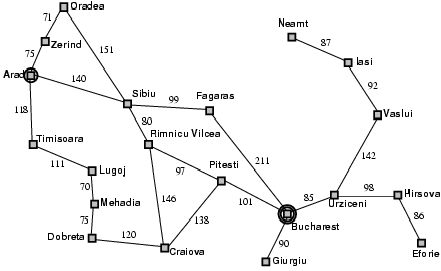 Oradea
71
Neamt
Zerind
87
75
151
Iasi
Arad
140
92
Sibiu
99
Fagaras
118
80
Vaslui
Timisoara
Rimnicu Vilcea
111
97
Pitesti
211
142
Lugoj
70
146
101
85
98
Hirsova
Mehadia
138
Urziceni
75
Bucharest
86
Dobreta
120
90
Craiova
Eforie
Giurgiu